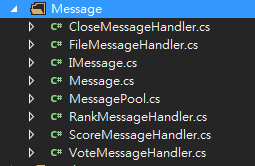 Message
C# CloseMessageHandler.cs
C# FileMessageHandler.cs
C# IMessage.cs
C# Message.cs
C# MessagePool.cs
C# RankMessageHandler.cs
C# ScoreMessageHandler.cs
C# VoteMessageHandler.cs